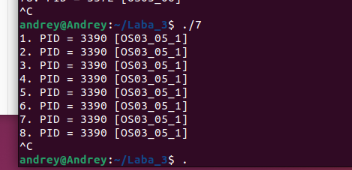 ^C
andrey@Andrey:~/Laba_3$ ./7
1. PID = 3390 [OS03_05_1]
2. PID = 3390 [OS03_05_1]
3. PID = 3390 [OS03_05_1]
4. PID = 3390 [OS03_05_1]
5. PID = 3390 [OS03_05_1]
6. PID = 3390 [OS03_05_1]
7. PID = 3390 [OS03_05_1]
8. PID = 3390 [OS03_05_1]
^C
andrey@Andrey:~/Laba_3$ .